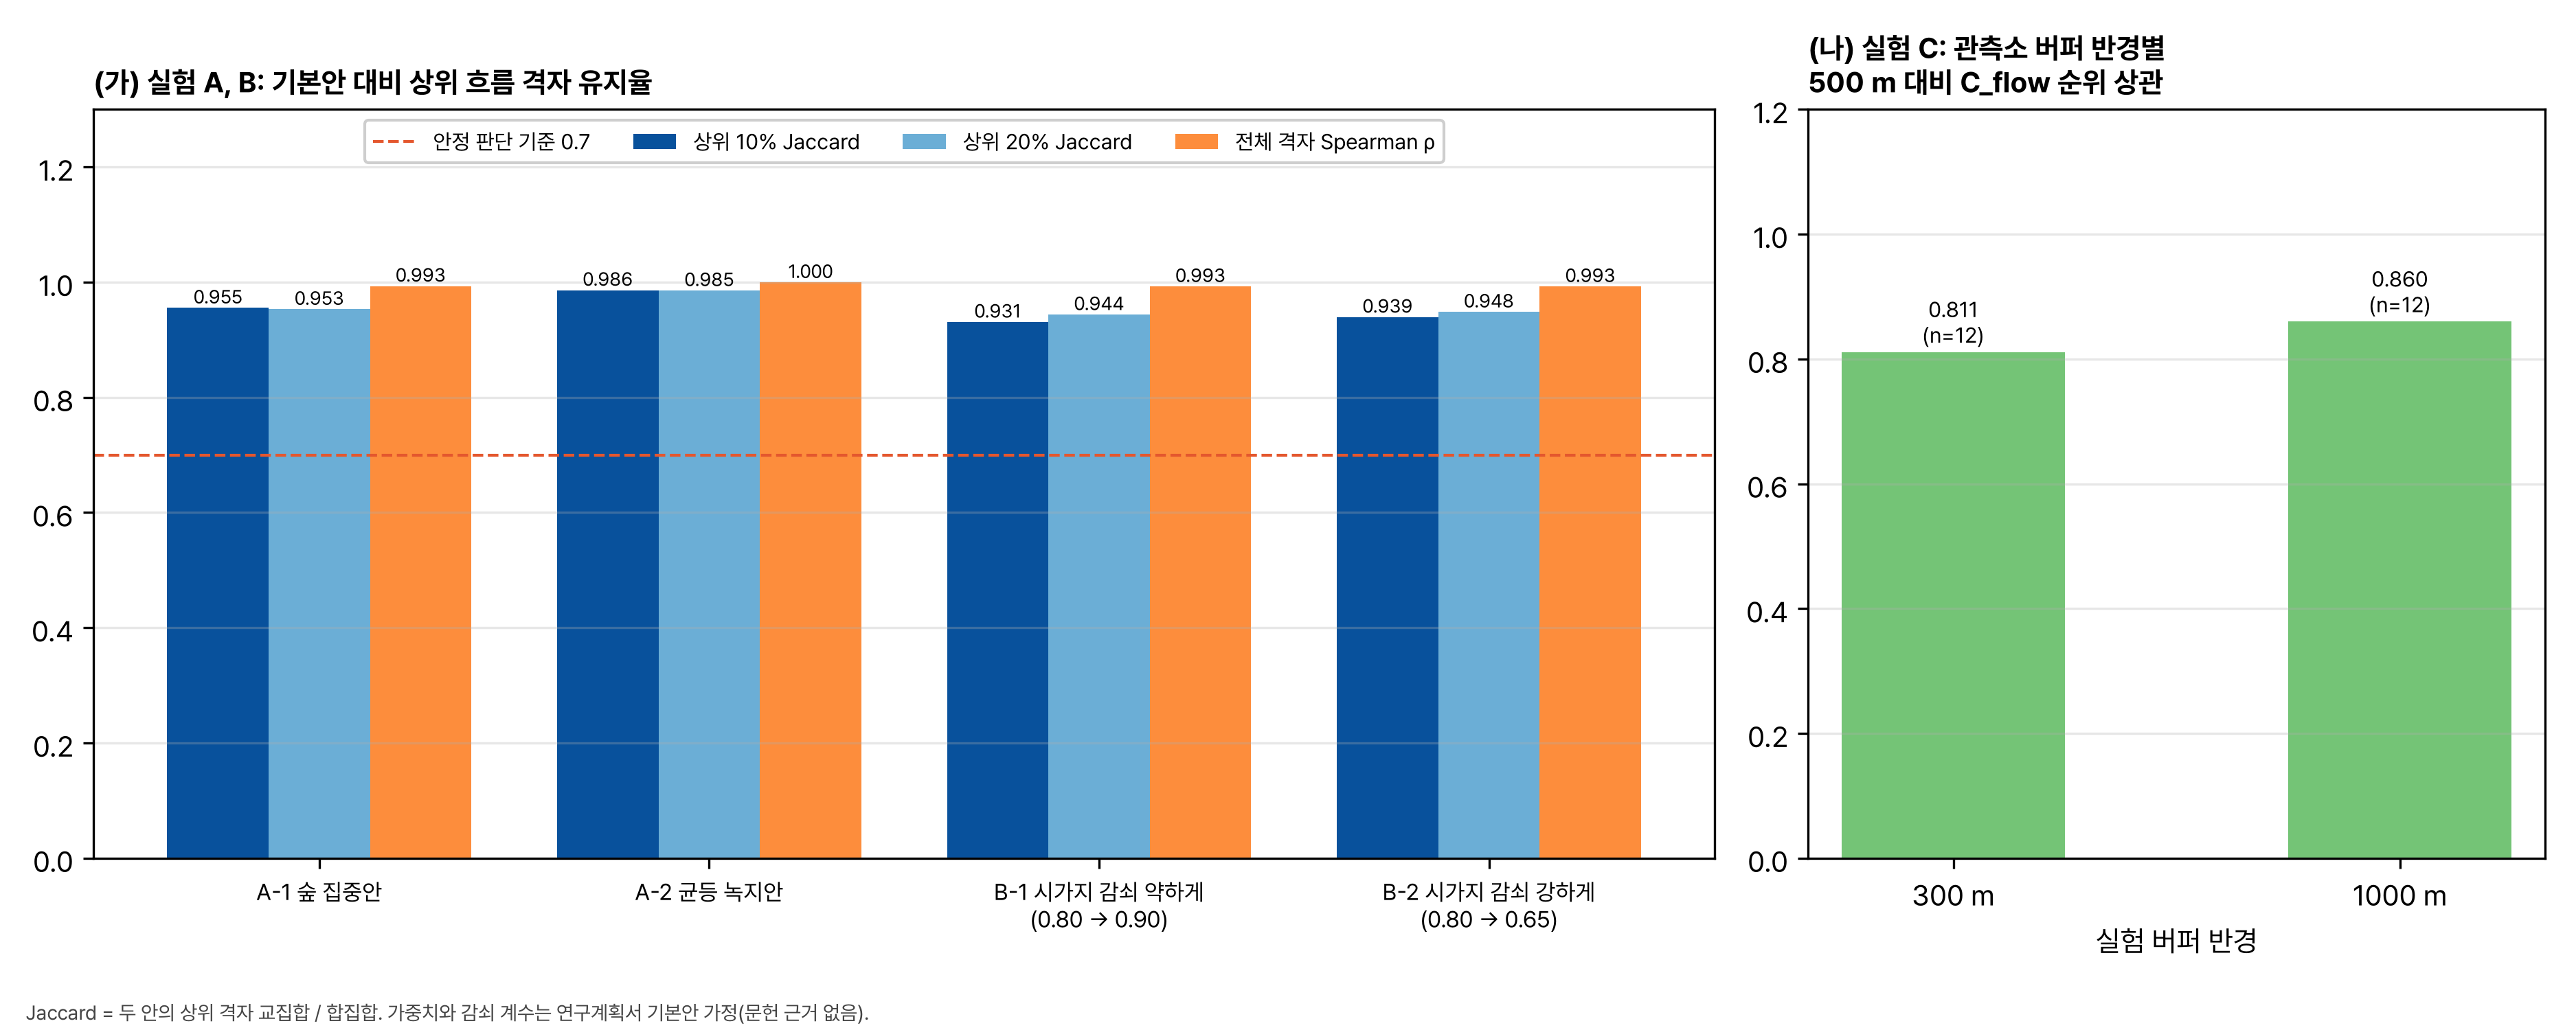 (가) 실험 A, B: 기본안 대비 상위 흐름 격자 유지율
안정 판단 기준 0.7
상위 10% Jaccard
상위 20% Jaccard
전체 격자 Spearman ρ
1.2
1.0
0.8
0.6
0.4
0.2
0.0
0.955
0.953
0.993
0.986
0.985
1.000
0.931
0.944
0.993
0.939
0.948
0.993
A-1 숲 집중안
A-2 균등 녹지안
B-1 시가지 감쇠 약하게
(0.80 → 0.90)
B-2 시가지 감쇠 강하게
(0.80 → 0.65)
(나) 실험 C: 관측소 버퍼 반경별
500 m 대비 C_flow 순위 상관
1.2
1.0
0.8
0.6
0.4
0.2
0.0
0.811
(n=12)
0.860
(n=12)
300 m
1000 m
실험 버퍼 반경
Jaccard = 두 안의 상위 격자 교집합 / 합집합. 가중치와 감쇠 계수는 연구계획서 기본안 가정(문헌 근거 없음).